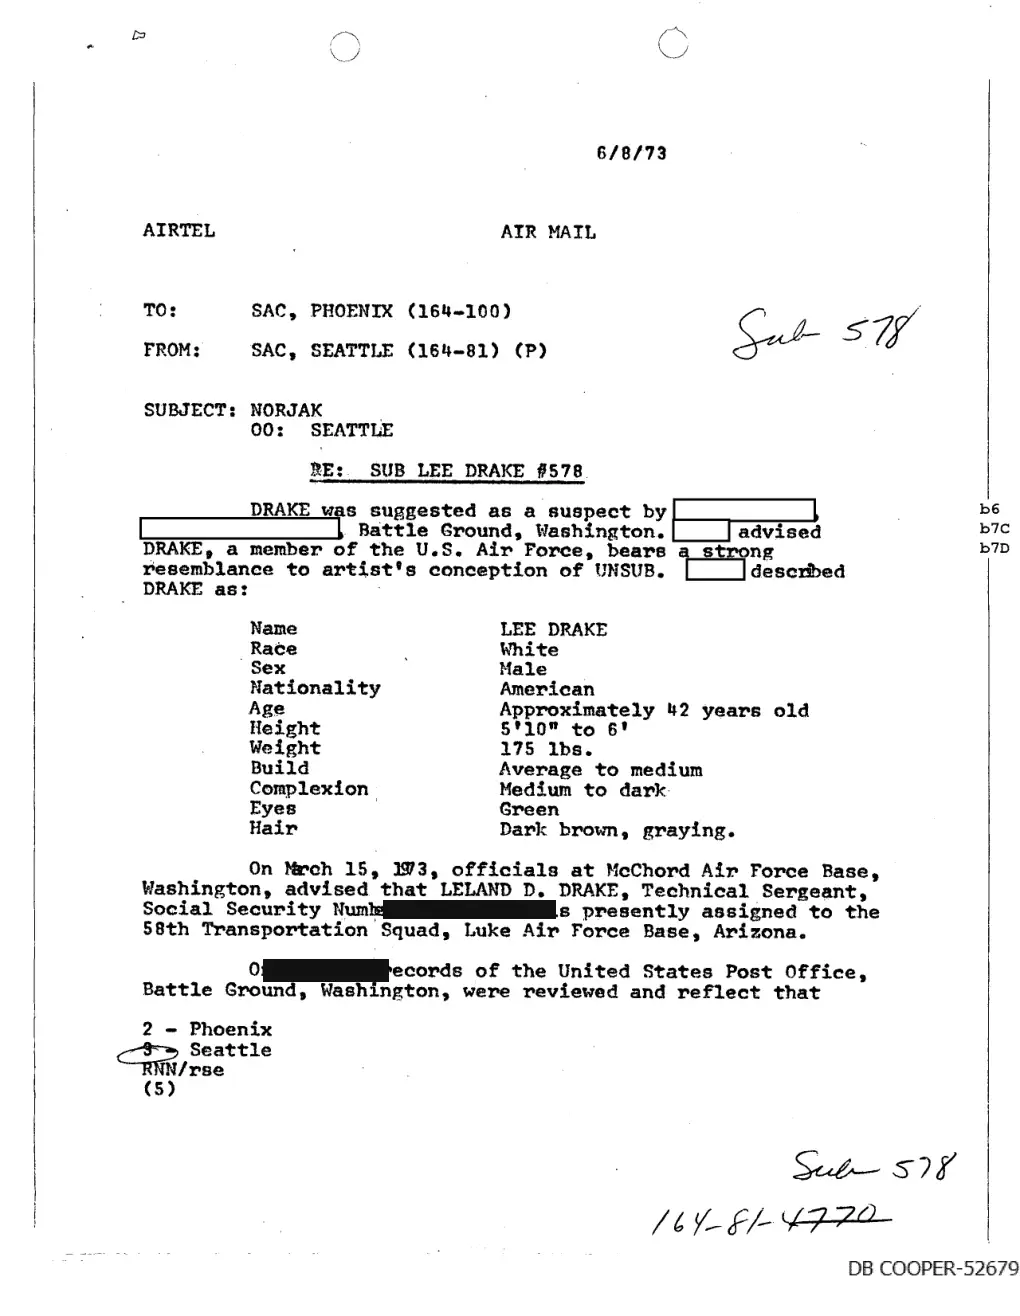 6/8/73
AIRTEL AIR MAIL
TO: SAC, PHOENIX (164-100)
Sub 578
FROM: SAC, SEATTLE (164-81) (P)
SUBJECT: NORJAK
OO: SEATTLE
RE: SUB LEE DRAKE #578
DRAKE was suggested as a suspect by
b6
, Battle Ground, Washington. advised
b7C
DRAKE, a member of the U.S. Air Force, bears a strong
b7D
resemblance to artist's conception of UNSUB. described
DRAKE as:
Name LEE DRAKE
Race White
Sex Male
Nationality American
Age Approximately 42 years old
Height 5'10" to 6'
Weight 175 lbs.
Build Average to medium
Complexion Medium to dark
Eyes Green
Hair Dark brown, graying.
On March 15, 1973, officials at McChord Air Force Base,
Washington, advised that LELAND D. DRAKE, Technical Sergeant,
Social Security Numbe s presently assigned to the
58th Transportation Squad, Luke Air Force Base, Arizona.
O ecords of the United States Post Office,
Battle Ground, Washington, were reviewed and reflect that
2 - Phoenix
3 - Seattle
RNN/rse
(5)
Sub 578
164-81-4770
DB COOPER-52679